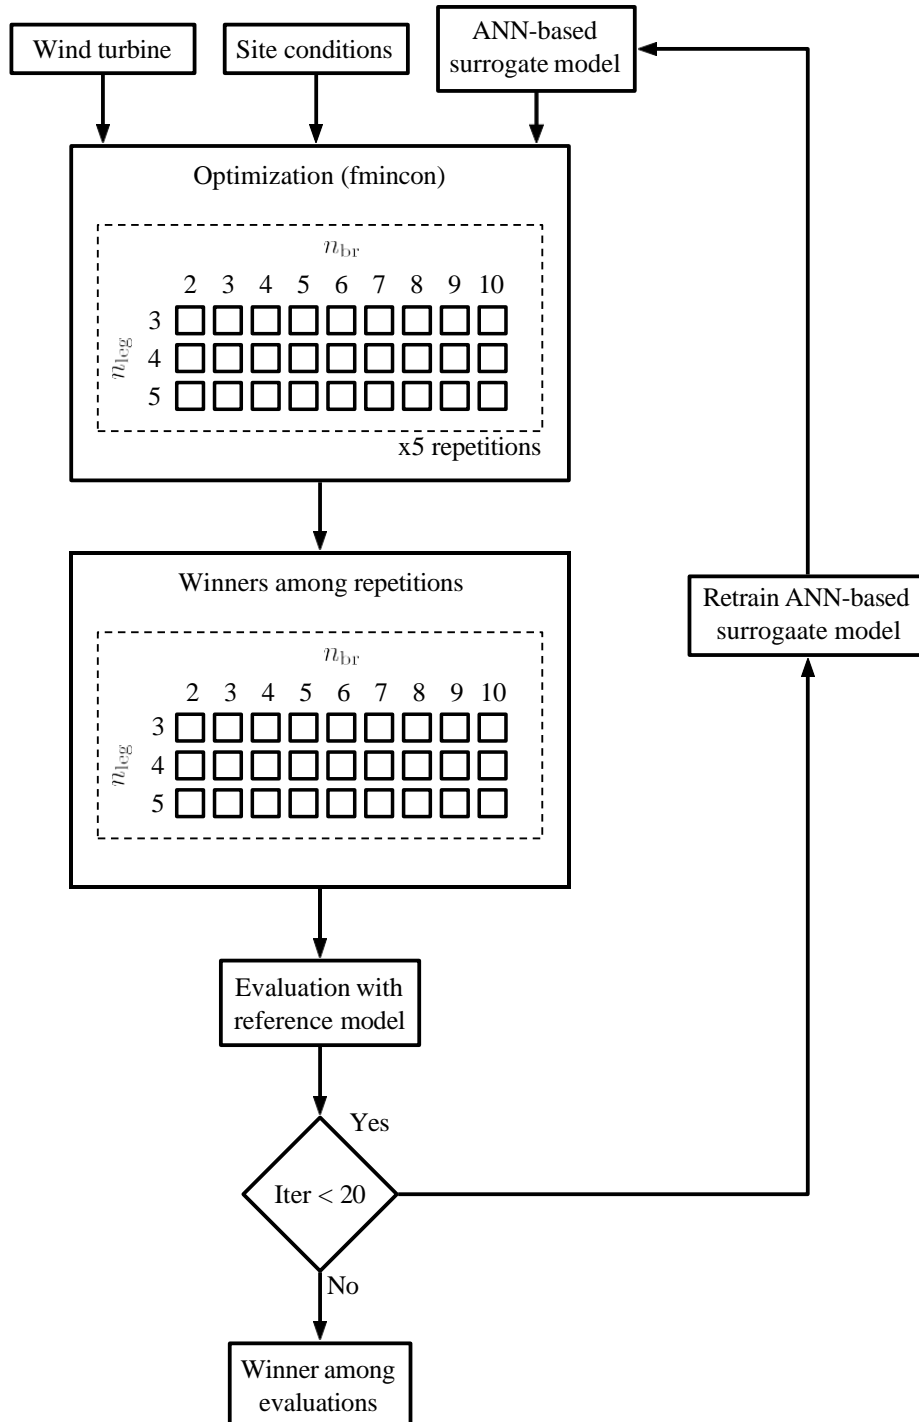 Wind turbine
Site conditions
ANN-based
surrogate model
Optimization (fmincon)
n_br
2 3 4 5 6 7 8 9 10
n_leg
3
4
5
x5 repetitions
Winners among repetitions
n_br
2 3 4 5 6 7 8 9 10
n_leg
3
4
5
Retrain ANN-based
surrogaate model
Evaluation with
reference model
Yes
Iter < 20
No
Winner among
evaluations